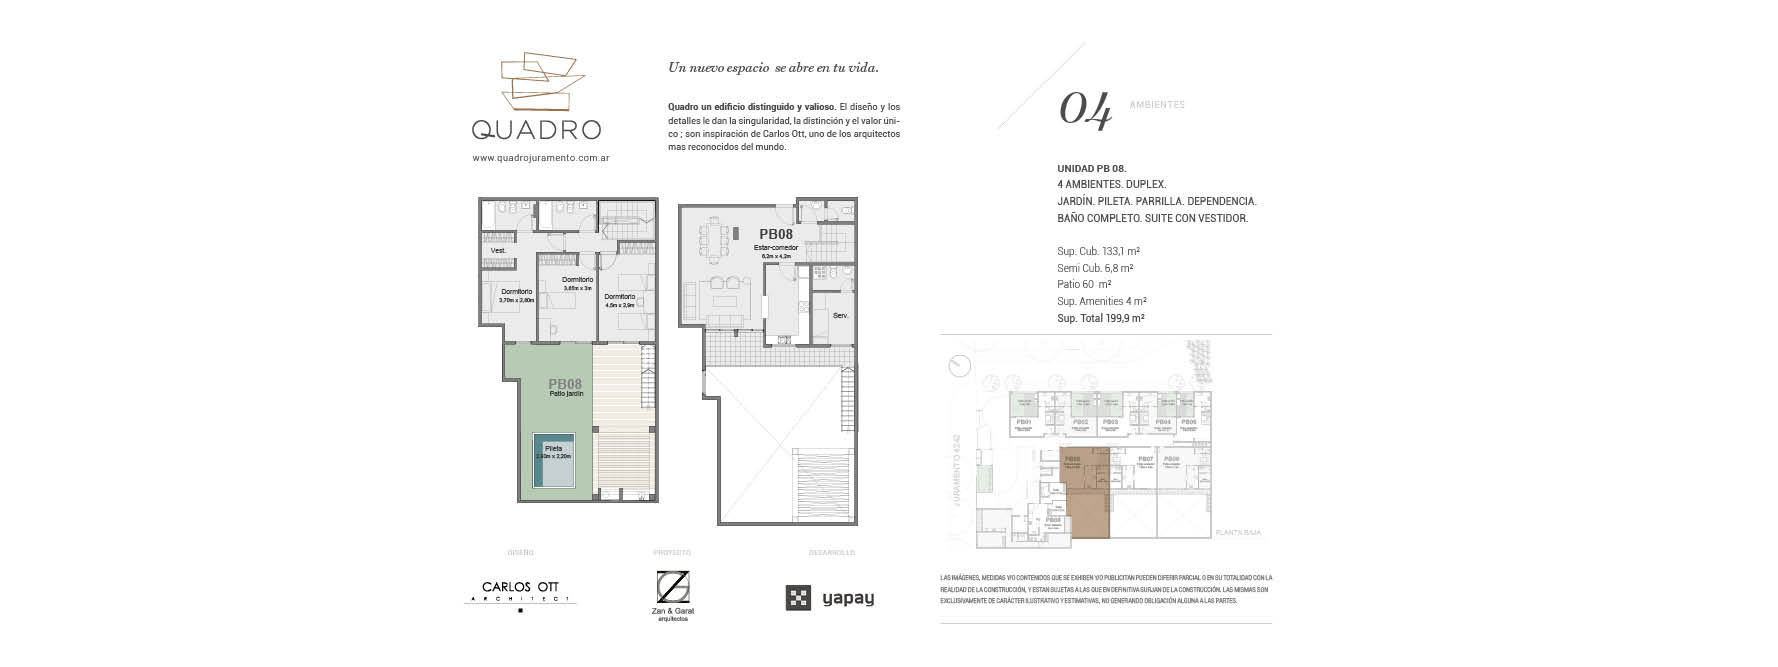 QUADRO
www.quadrojuramento.com.ar
Un nuevo espacio se abre en tu vida.
Quadro un edificio distinguido y valioso. El diseño y los
detalles le dan la singularidad, la distinción y el valor úni-
co ; son inspiración de Carlos Ott, uno de los arquitectos
mas reconocidos del mundo.
04 AMBIENTES
UNIDAD PB 08.
4 AMBIENTES. DUPLEX.
JARDÍN. PILETA. PARRILLA. DEPENDENCIA.
BAÑO COMPLETO. SUITE CON VESTIDOR.
Sup. Cub. 133,1 m²
Semi Cub. 6,8 m²
Patio 60 m²
Sup. Amenities 4 m²
Sup. Total 199,9 m²
Vest.
Dormitorio
3,70m x 2,80m
Dormitorio
3,65m x 3m
Dormitorio
4,5m x 2,9m
PB08
Patio jardín
Pileta
x 2,20m
PB08
Estar-comedor
6,2m x 4,2m
Serv.
PB01
PB02
PB03
PB04
PB05
PB07
JURAMENTO 4242
PLANTA BAJA
DISEÑO
PROYECTO
DESARROLLO
CARLOS OTT
ARCHITECT
Zan & Garat
arquitectos
yapay
LAS IMÁGENES, MEDIDAS Y/O CONTENIDOS QUE SE EXHIBEN Y/O PUBLICITAN PUEDEN DIFERIR PARCIAL O EN SU TOTALIDAD CON LA
REALIDAD DE LA CONSTRUCCIÓN, Y ESTAN SUJETAS A LAS QUE EN DEFINITIVA SURJAN DE LA CONSTRUCCIÓN. LAS MISMAS SON
EXCLUSIVAMENTE DE CARÁCTER ILUSTRATIVO Y ESTIMATIVAS, NO GENERANDO OBLIGACIÓN ALGUNA A LAS PARTES.